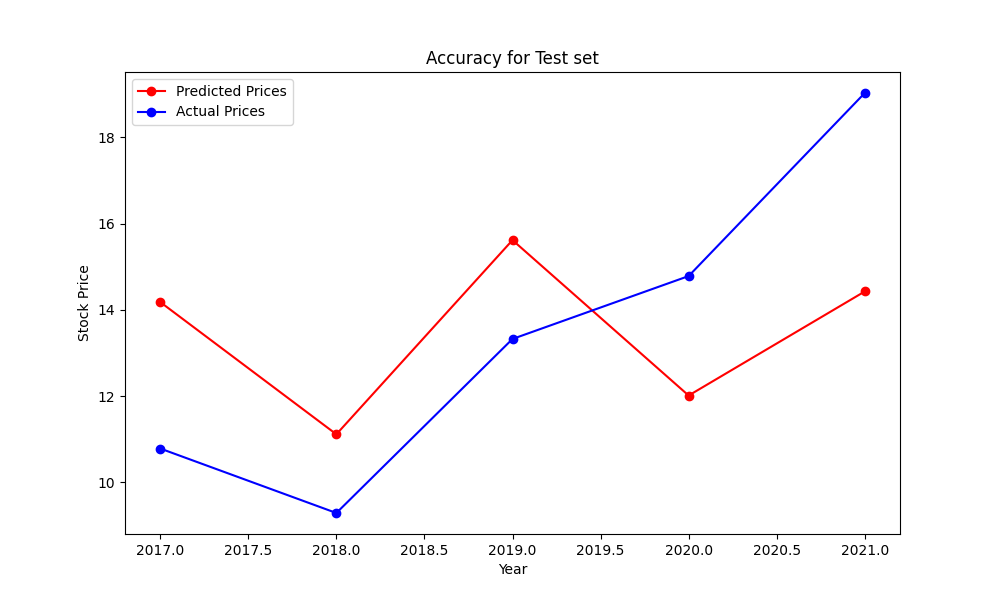 Accuracy for Test set
Predicted Prices
Actual Prices
18
16
14
12
10
Stock Price
2017.0 2017.5 2018.0 2018.5 2019.0 2019.5 2020.0 2020.5 2021.0
Year